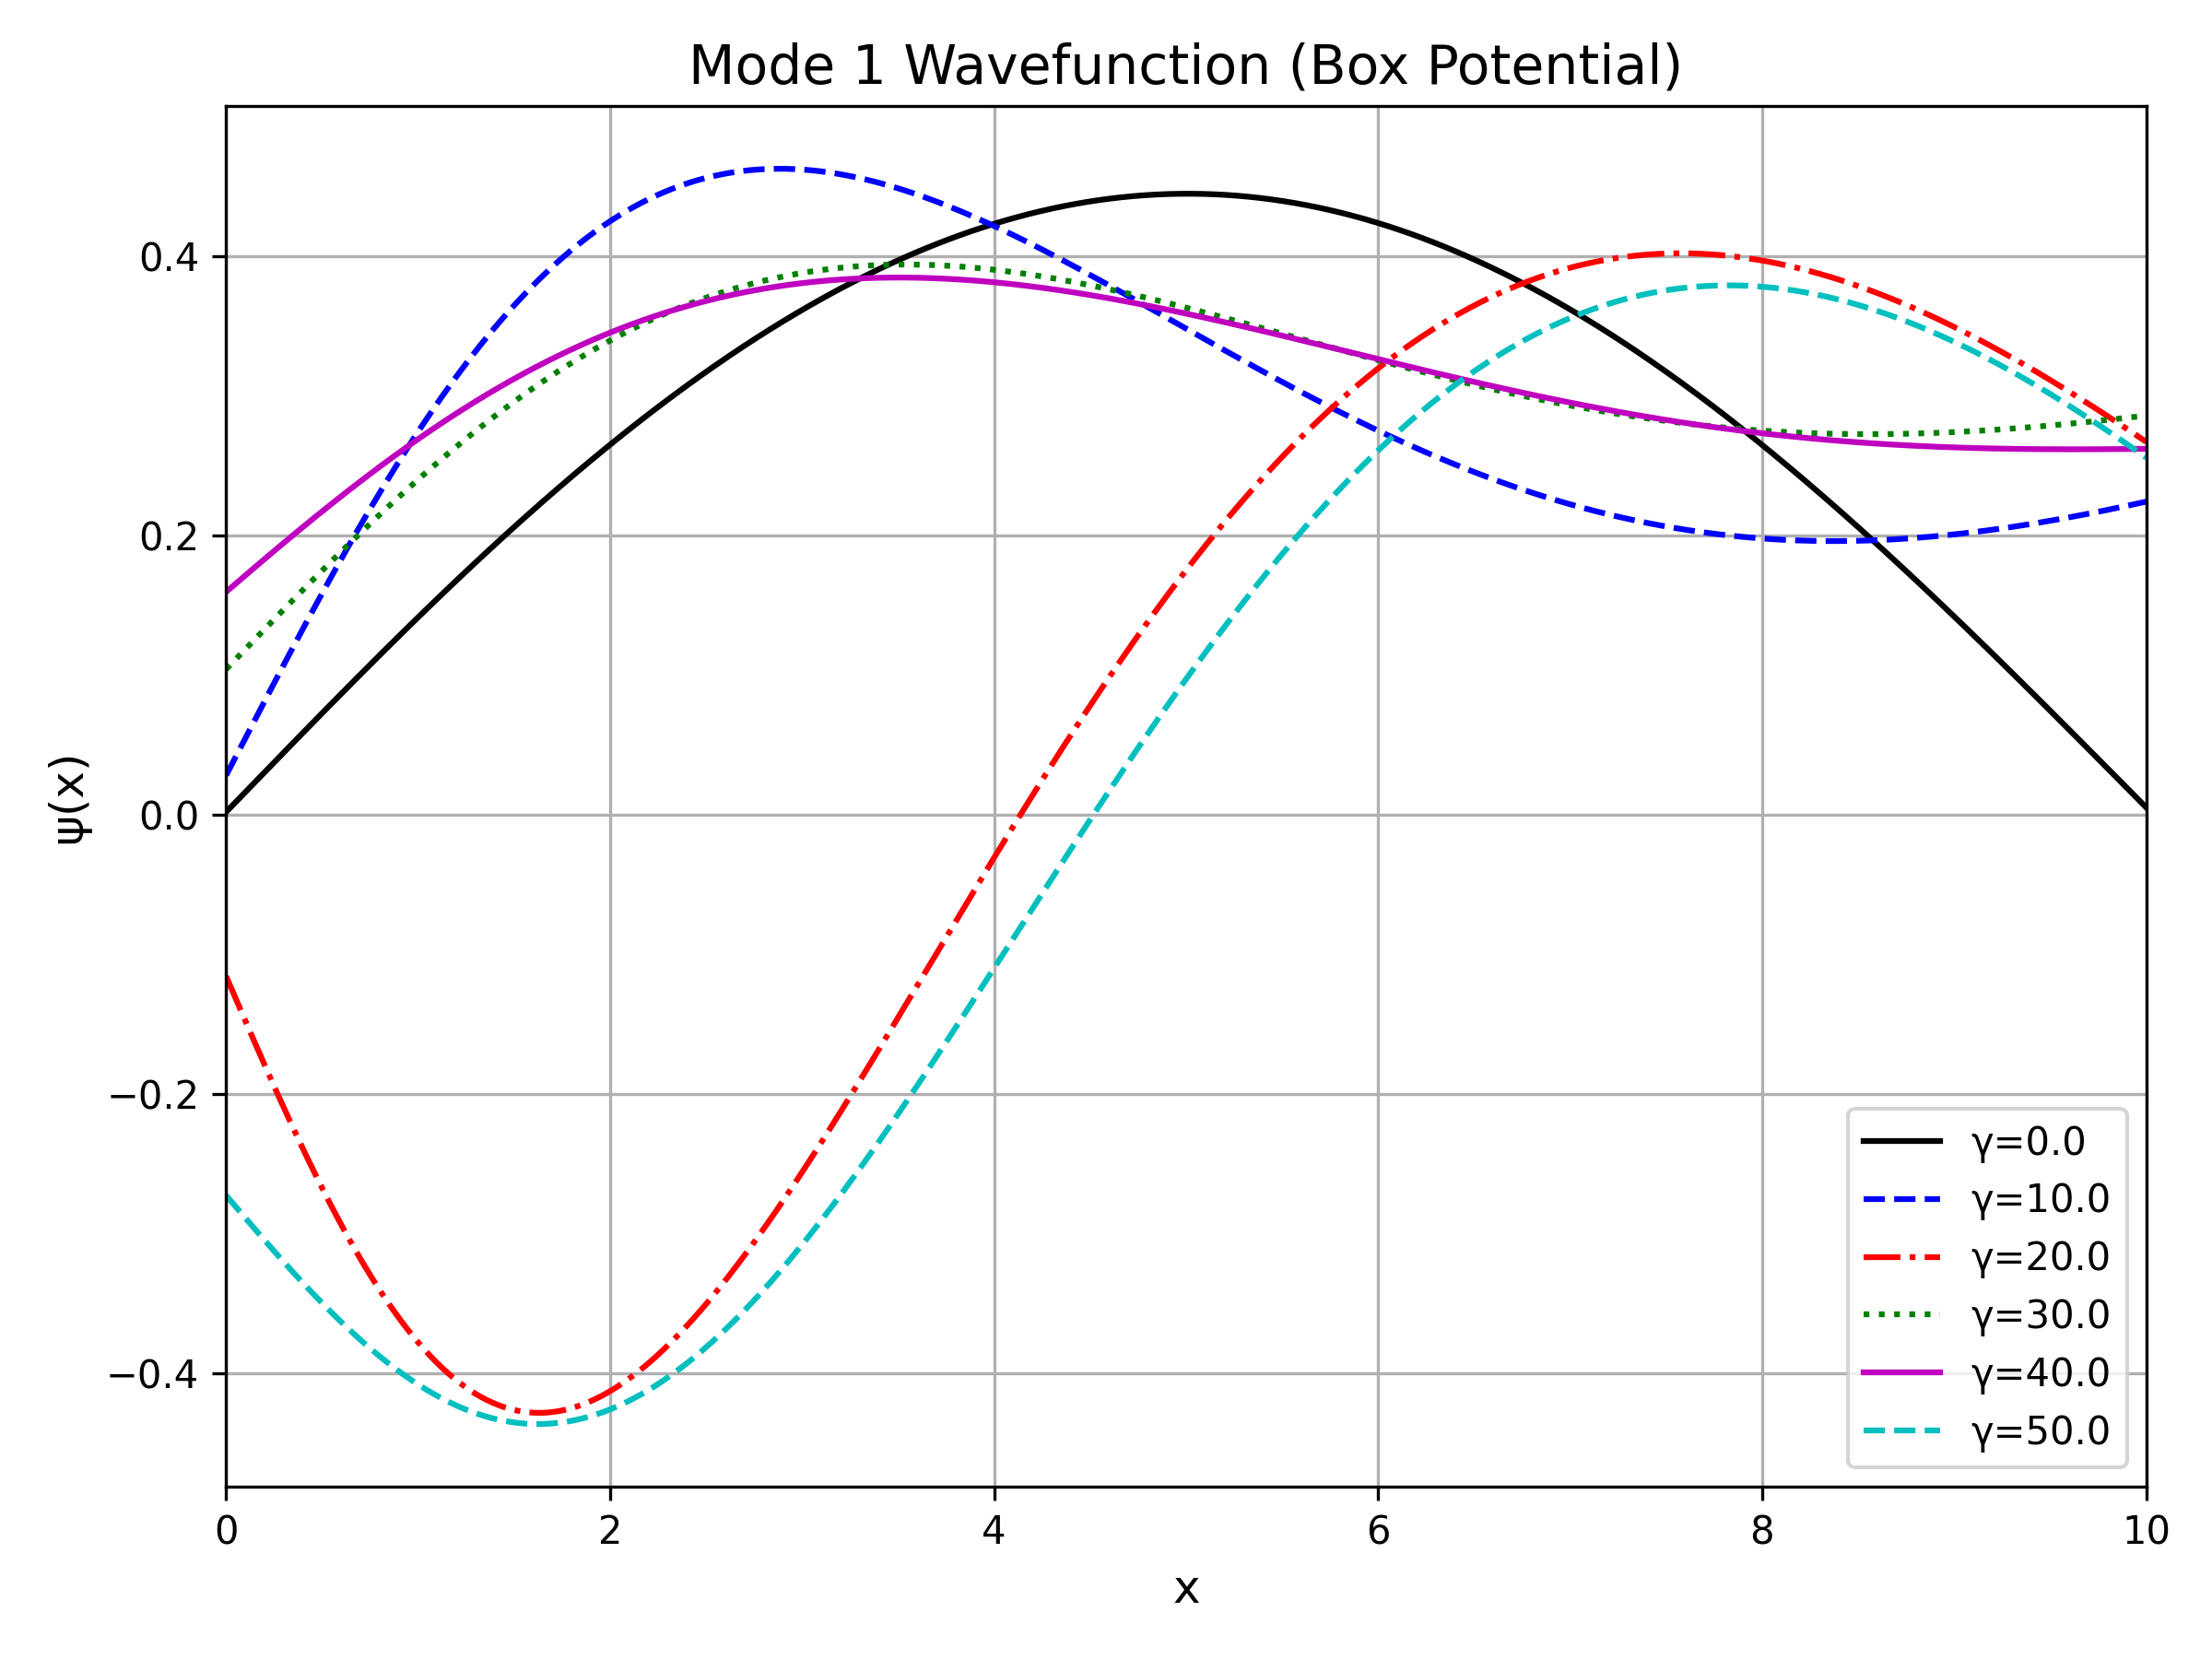 Mode 1 Wavefunction (Box Potential)
ψ(x)
0.4
0.2
0.0
−0.2
−0.4
0 2 4 6 8 10
x
γ=0.0
γ=10.0
γ=20.0
γ=30.0
γ=40.0
γ=50.0